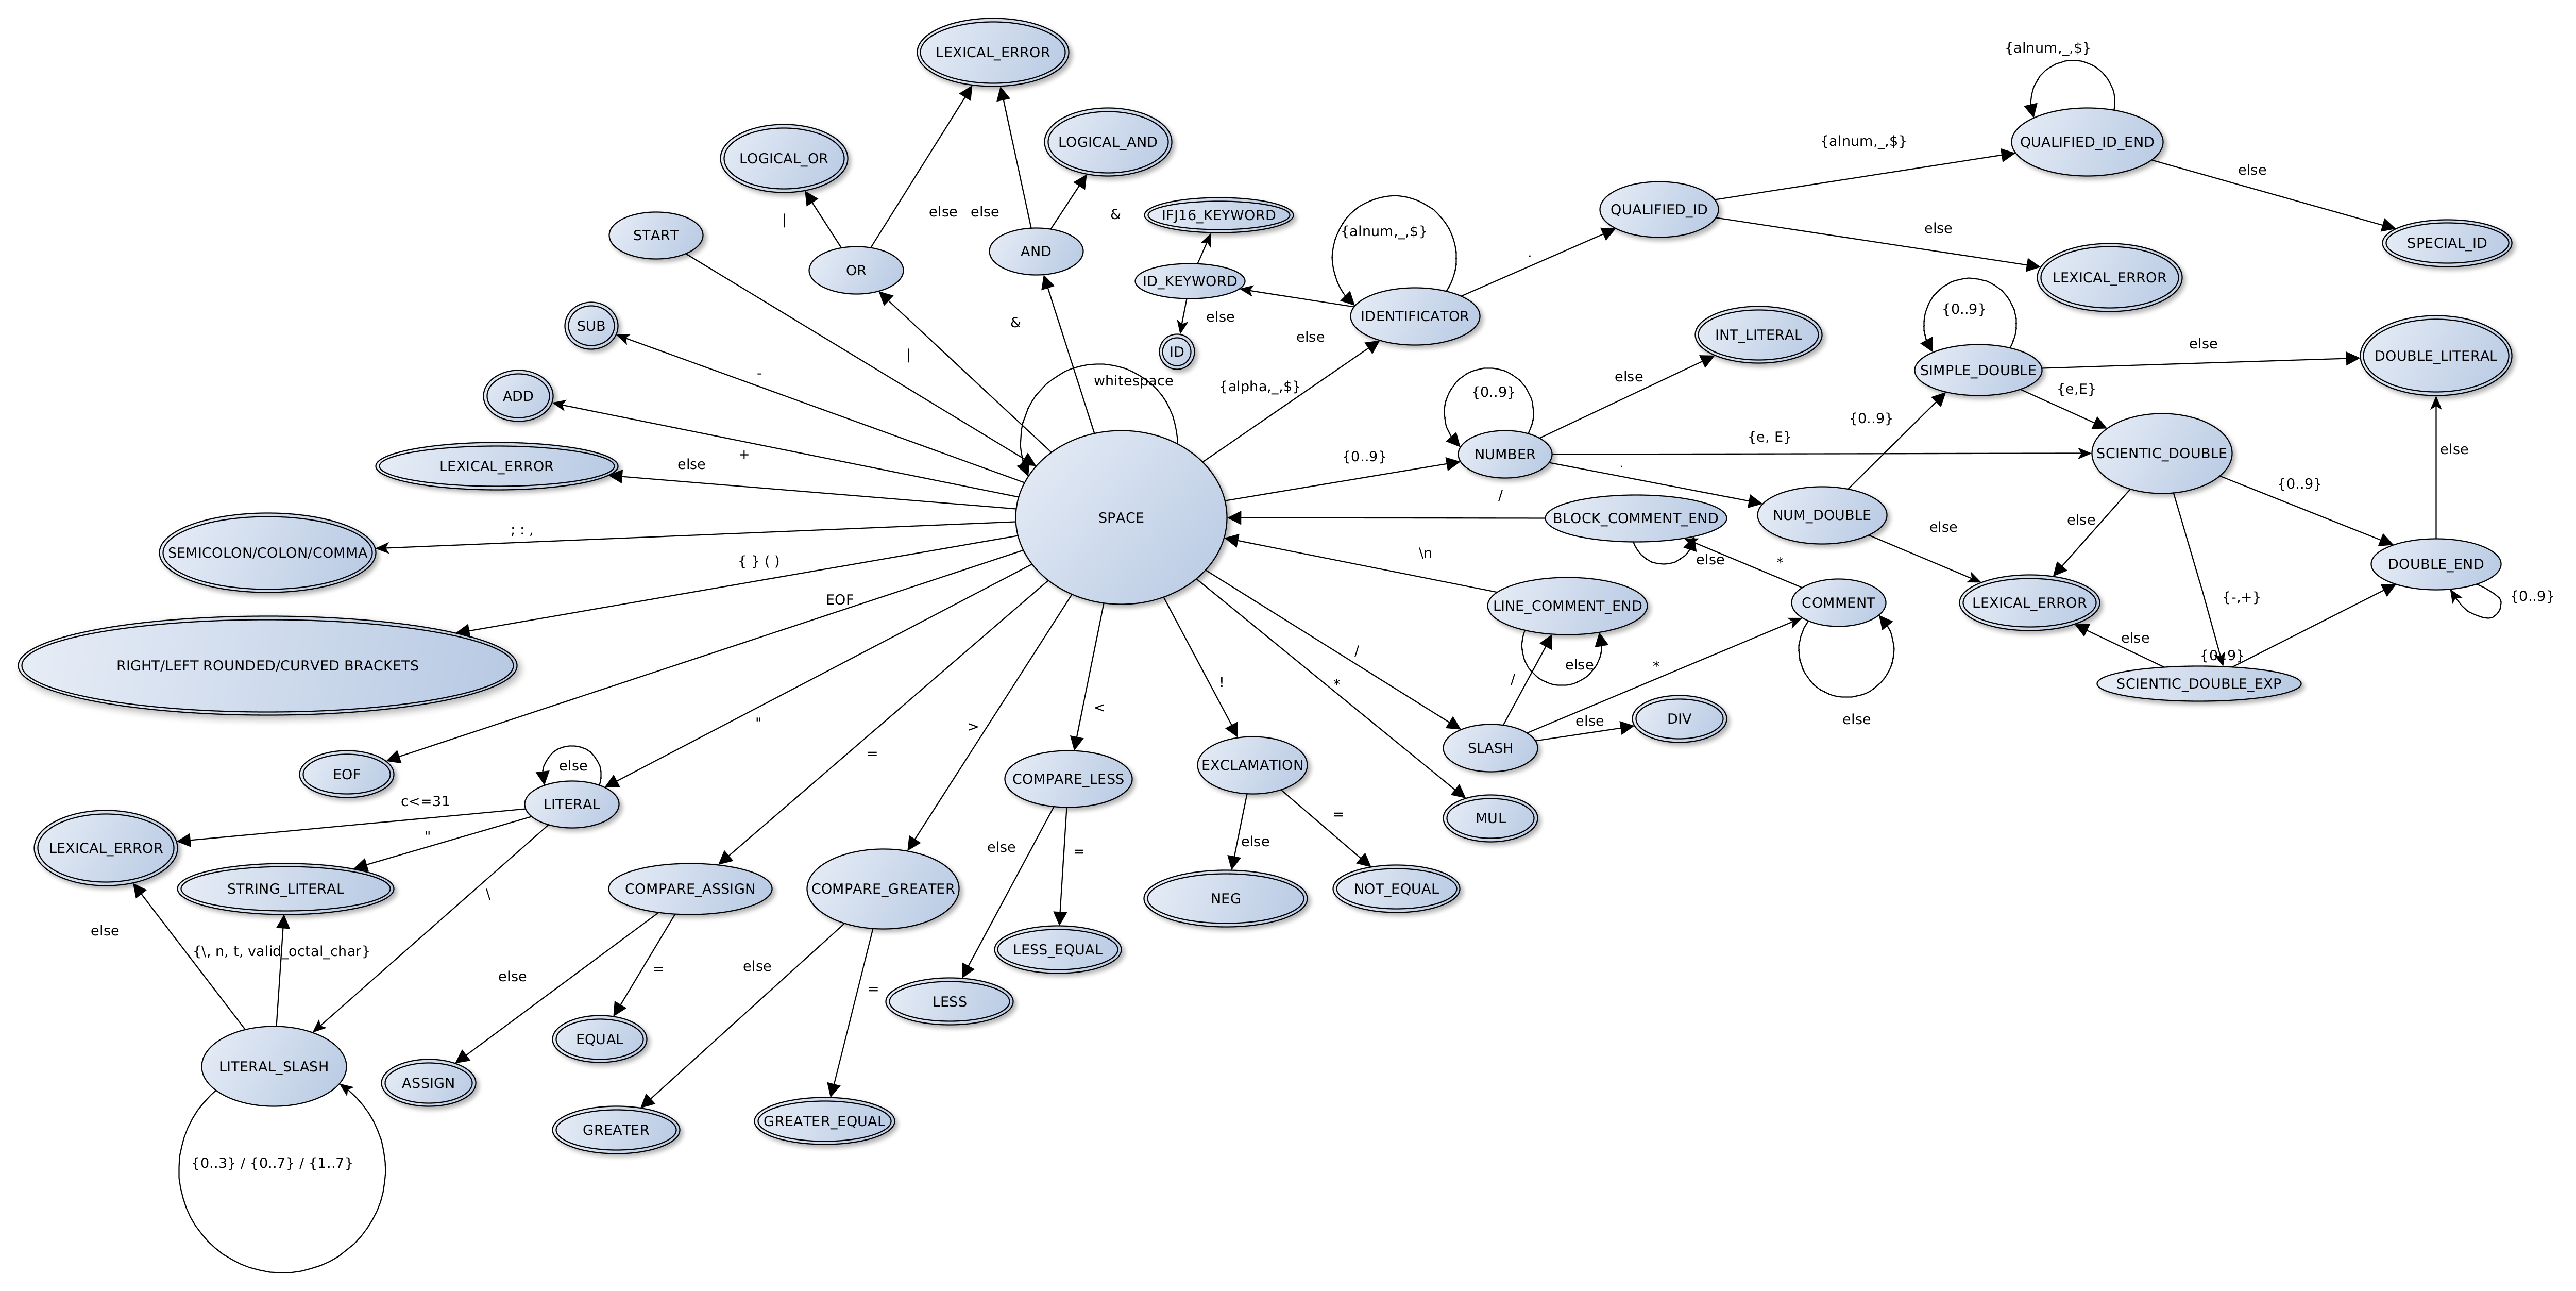 {alnum,_,$}
LEXICAL_ERROR
LOGICAL_AND
QUALIFIED_ID_END
{alnum,_,$}
LOGICAL_OR
else
QUALIFIED_ID
else
else
&
IFJ16_KEYWORD
|
else
{alnum,_,$}
START
SPECIAL_ID
AND
.
OR
ID_KEYWORD
LEXICAL_ERROR
{0..9}
IDENTIFICATOR
else
&
SUB
INT_LITERAL
else
else
ID
|
DOUBLE_LITERAL
SIMPLE_DOUBLE
-
else
whitespace
{alpha,_,$}
{e,E}
ADD
{0..9}
{0..9}
{e, E}
else
+
{0..9}
NUMBER
SCIENTIC_DOUBLE
LEXICAL_ERROR
else
.
{0..9}
/
SPACE
BLOCK_COMMENT_END
NUM_DOUBLE
else
else
; : ,
SEMICOLON/COLON/COMMA
\n
else
*
{ } ( )
DOUBLE_END
EOF
LINE_COMMENT_END
COMMENT
LEXICAL_ERROR
{-,+}
{0..9}
else
/
else
*
{0..9}
RIGHT/LEFT ROUNDED/CURVED BRACKETS
/
!
*
SCIENTIC_DOUBLE_EXP
<
"
>
else
DIV
else
SLASH
=
else
EOF
COMPARE_LESS
EXCLAMATION
c<=31
LITERAL
=
MUL
"
LEXICAL_ERROR
else
=
else
STRING_LITERAL
\
COMPARE_ASSIGN
COMPARE_GREATER
NEG
NOT_EQUAL
else
{\, n, t, valid_octal_char}
LESS_EQUAL
else
=
else
=
LESS
EQUAL
LITERAL_SLASH
ASSIGN
GREATER
GREATER_EQUAL
{0..3} / {0..7} / {1..7}